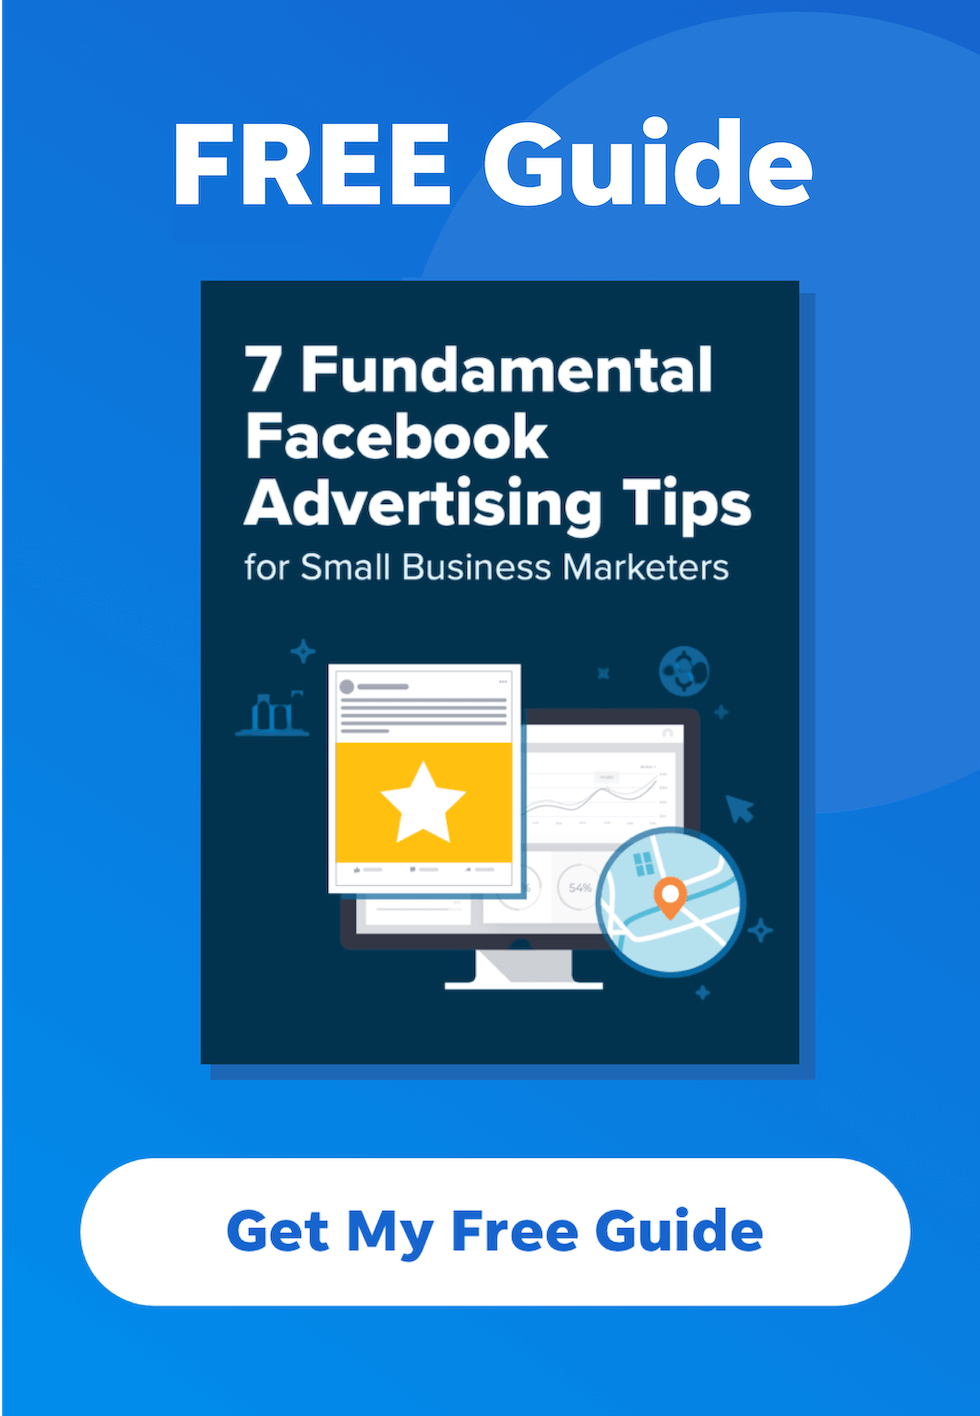 FREE Guide
7 Fundamental
Facebook
Advertising Tips
for Small Business Marketers
54%
Get My Free Guide